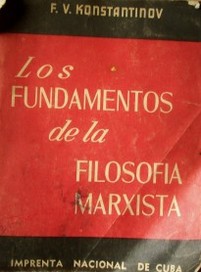 F. V. KONSTANTINOV
Los
FUNDAMENTOS
de la
FILOSOFIA
MARXISTA
IMPRENTA NACIONAL DE CUBA